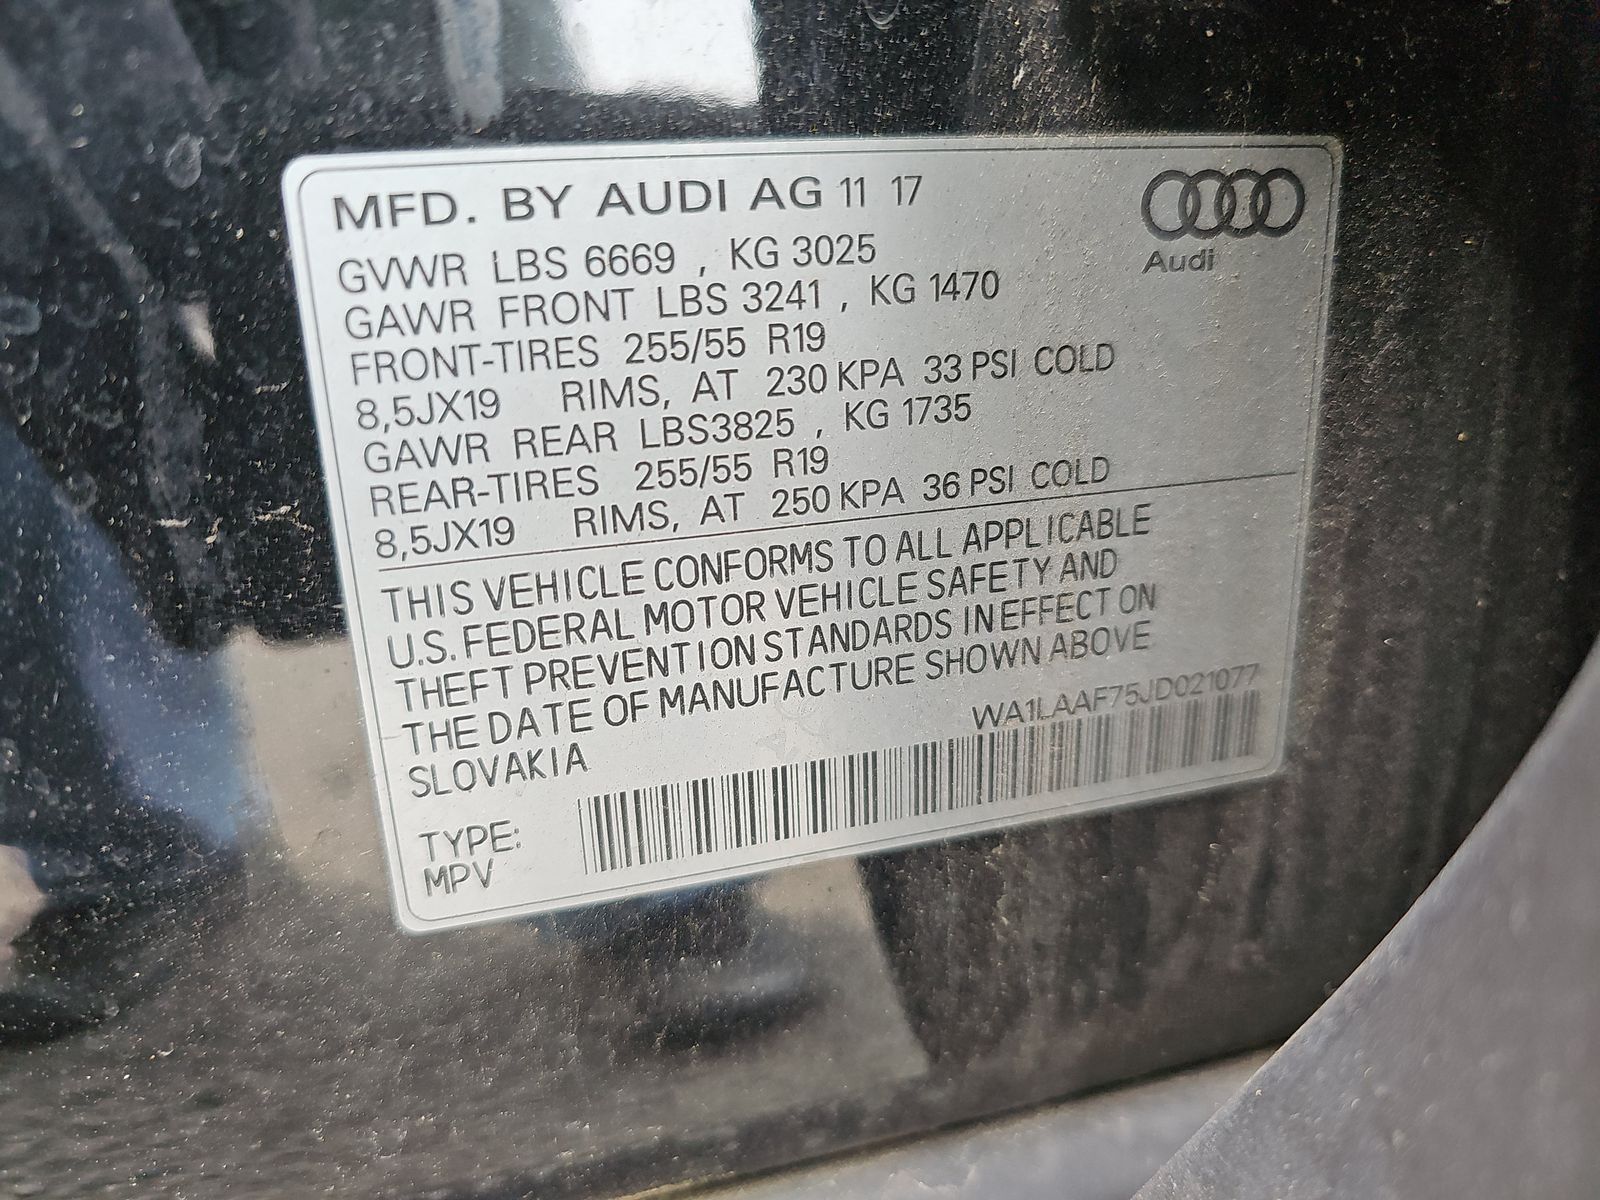 MFD. BY AUDI AG 11 17
Audi
GVWR LBS 6669 , KG 3025
GAWR FRONT LBS 3241 , KG 1470
FRONT-TIRES 255/55 R19
8,5JX19 RIMS, AT 230 KPA 33 PSI COLD
GAWR REAR LBS3825 , KG 1735
REAR-TIRES 255/55 R19
8,5JX19 RIMS, AT 250 KPA 36 PSI COLD
THIS VEHICLE CONFORMS TO ALL APPLICABLE
U.S. FEDERAL MOTOR VEHICLE SAFETY AND
THEFT PREVENTION STANDARDS IN EFFECT ON
THE DATE OF MANUFACTURE SHOWN ABOVE
SLOVAKIA
WA1LAAF75JD021077
TYPE:
MPV